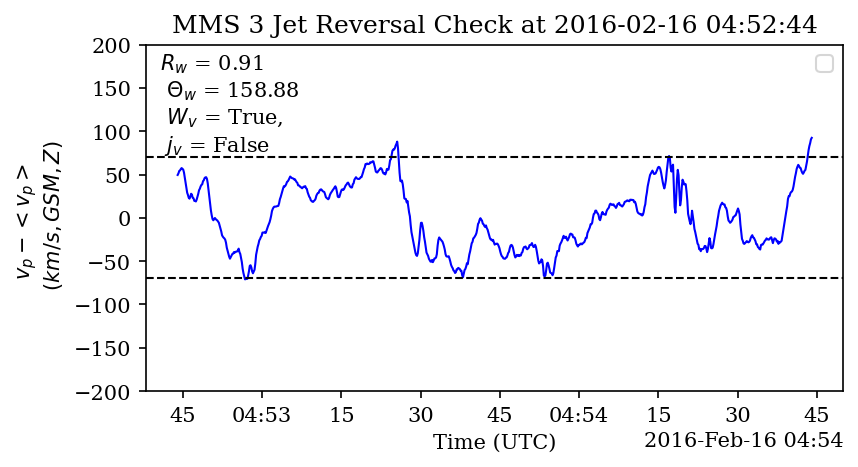 MMS 3 Jet Reversal Check at 2016-02-16 04:52:44
R_w = 0.91
Θ_w = 158.88
W_v = True,
j_v = False
v_p − < v_p >
(km/s, GSM, Z)
200
150
100
50
0
−50
−100
−150
−200
45 04:53 15 30 45 04:54 15 30 45
Time (UTC)
2016-Feb-16 04:54